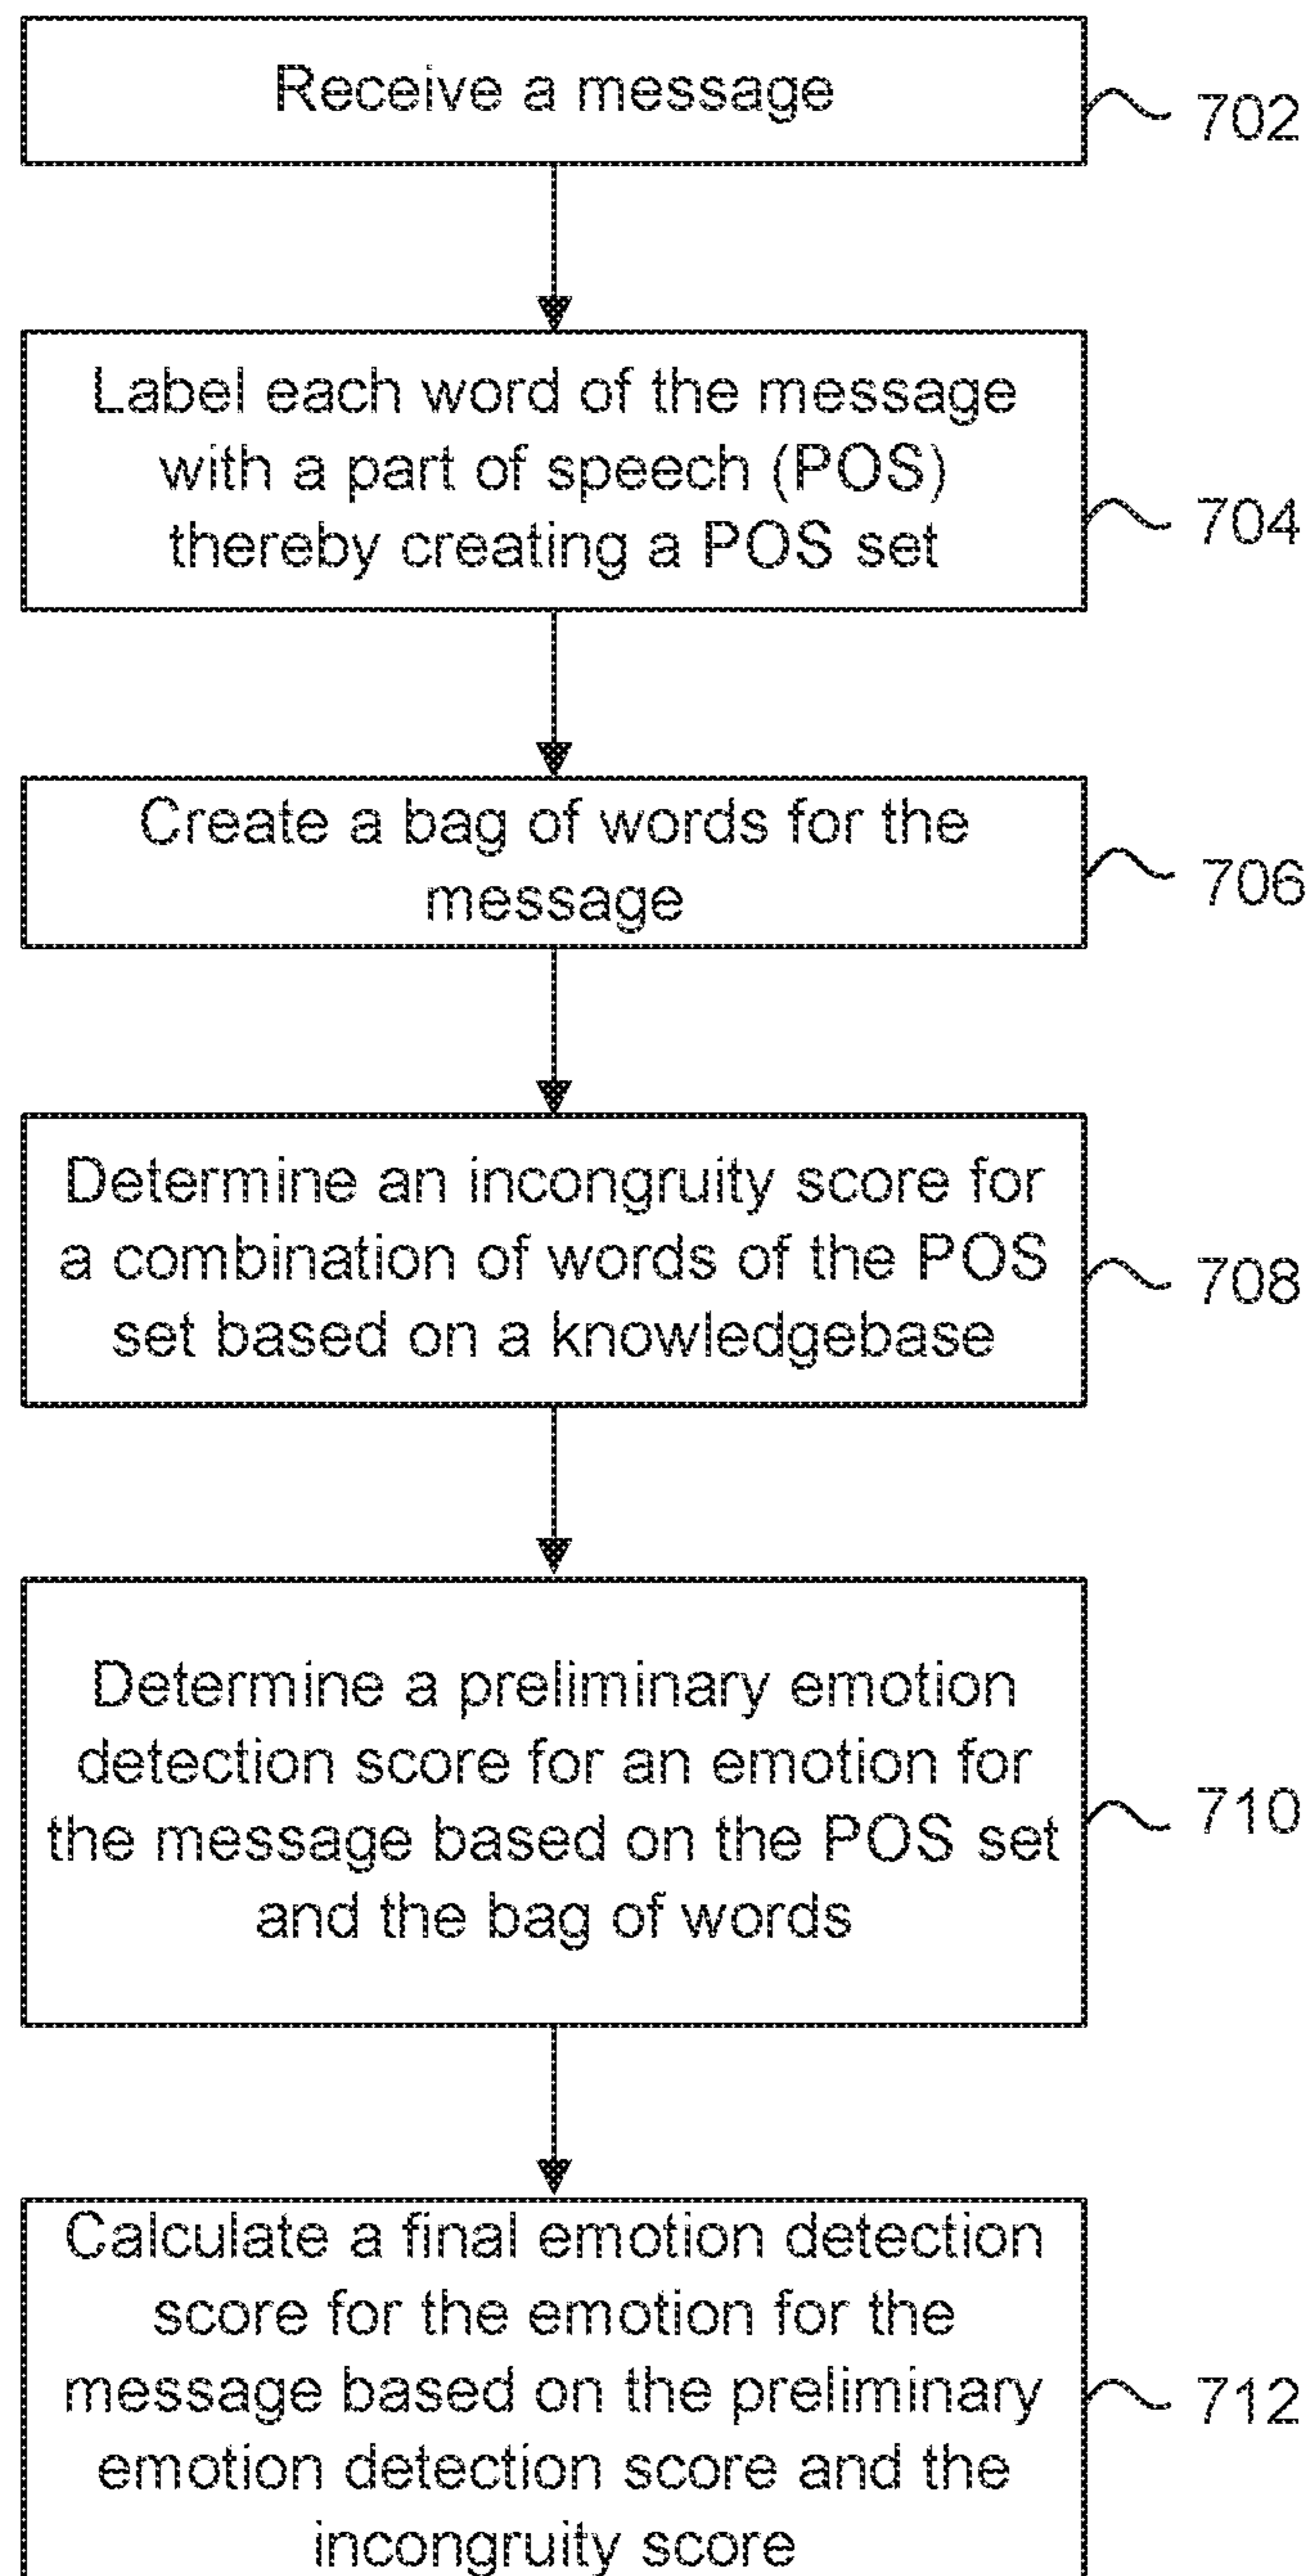 Receive a message
702
Label each word of the message
with a part of speech (POS)
thereby creating a POS set
704
Create a bag of words for the
message
706
Determine an incongruity score for
a combination of words of the POS
set based on a knowledgebase
708
Determine a preliminary emotion
detection score for an emotion for
the message based on the POS set
and the bag of words
710
Calculate a final emotion detection
score for the emotion for the
message based on the preliminary
emotion detection score and the
incongruity score
712